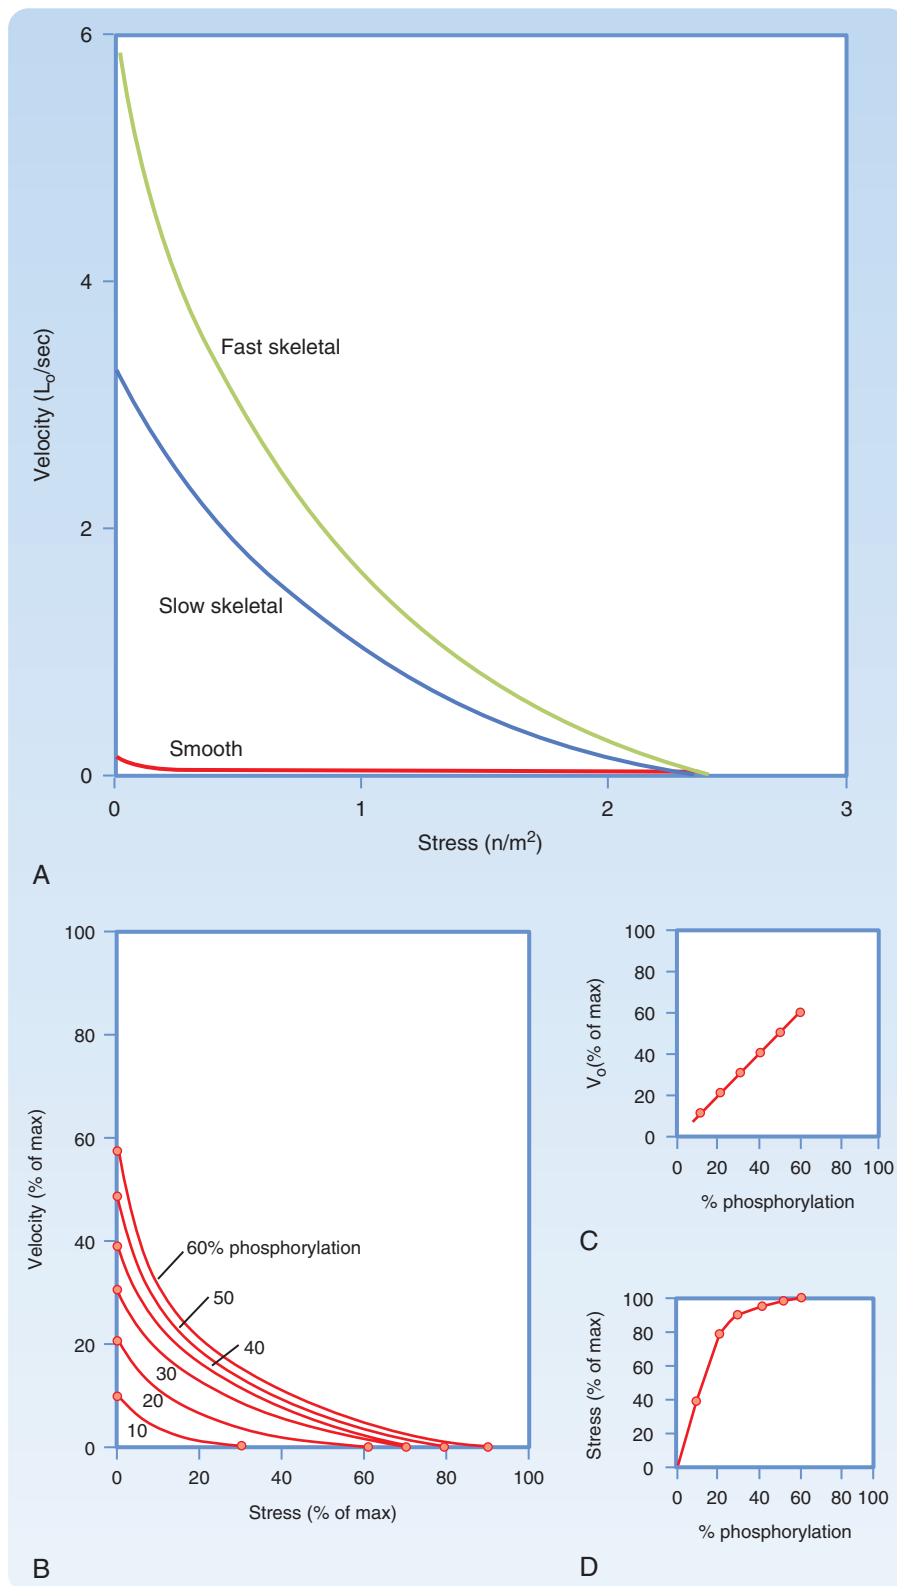 6
4
2
0
Velocity (Lo/sec)
Fast skeletal
Slow skeletal
Smooth
0 1 2 3
Stress (n/m2)
A
100
80
60
40
20
0
Velocity (% of max)
60% phosphorylation
50
40
30
20
10
0 20 40 60 80 100
Stress (% of max)
B
100
80
60
40
20
0
Vo(% of max)
0 20 40 60 80 100
% phosphorylation
C
100
80
60
40
20
0
Stress (% of max)
0 20 40 60 80 100
% phosphorylation
D